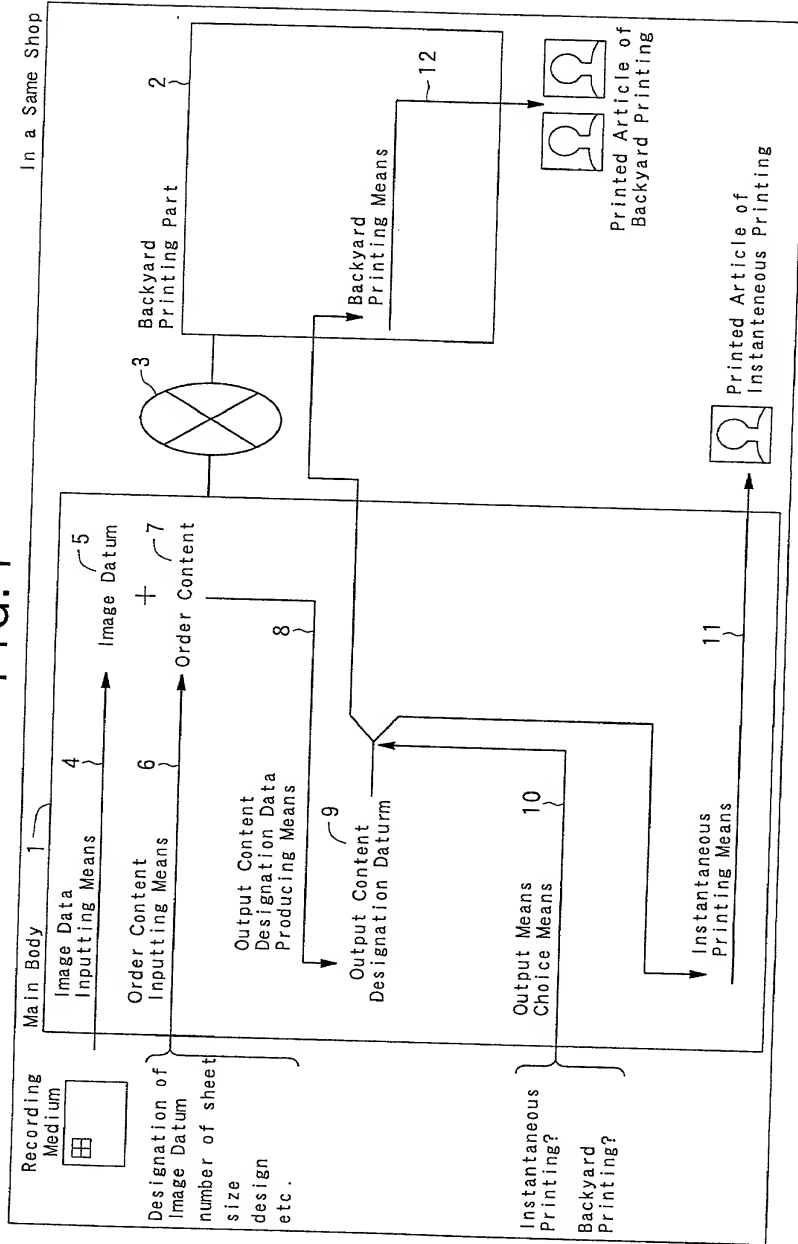 FIG. 1
In a Same Shop
Recording
Medium
Main Body
1
Image Data
Inputting Means
4
Image Datum
5
+
Order Content
Inputting Means
6
Order Content
7
Designation of
Image Datum
number of sheet
size
design
etc.
Output Content
Designation Data
Producing Means
8
Output Content
Designation Daturm
9
Output Means
Choice Means
10
Instantaneous
Printing?
Backyard
Printing?
Instantaneous
Printing Means
11
Printed Article of
Instanteneous Printing
3
Backyard
Printing Part
2
Backyard
Printing Means
12
Printed Article of
Backyard Printing